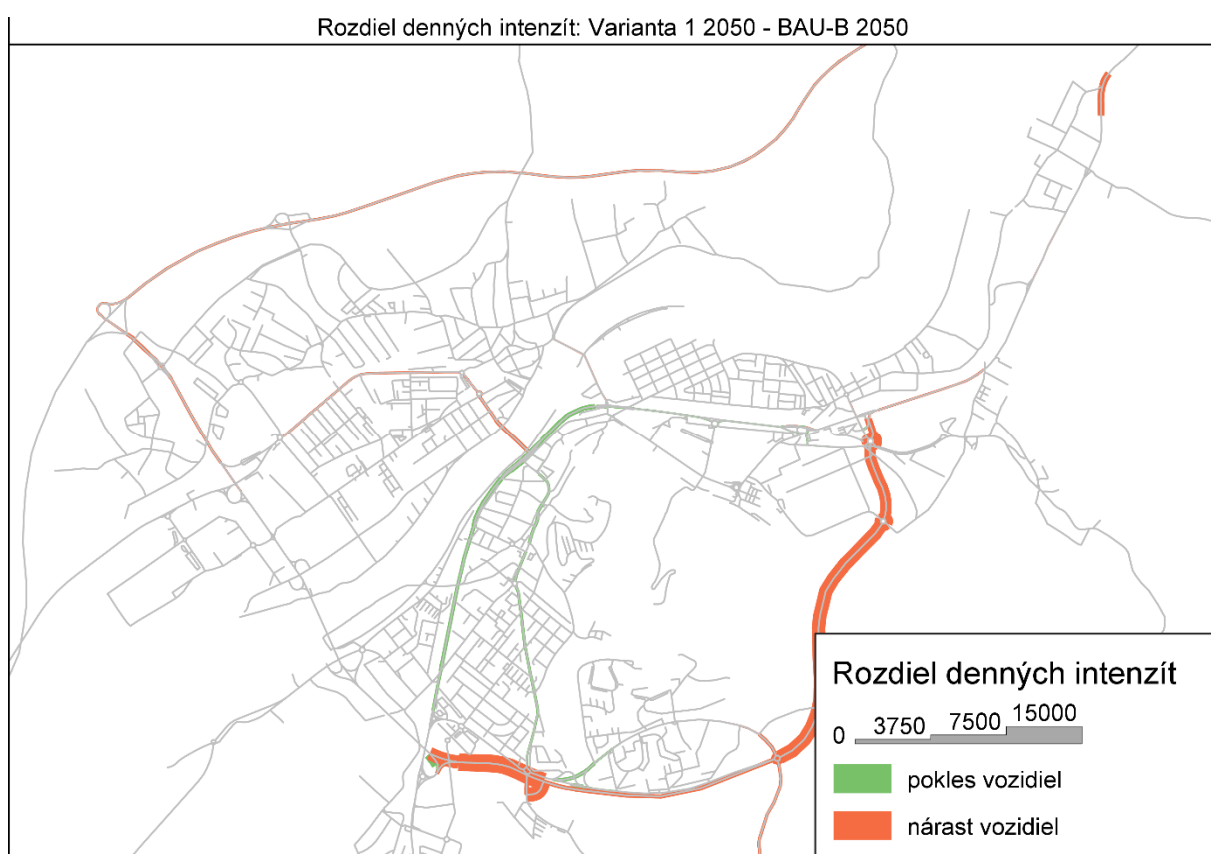 Rozdiel denných intenzít: Varianta 1 2050 - BAU-B 2050
Rozdiel denných intenzít
0 3750 7500 15000
pokles vozidiel
nárast vozidiel